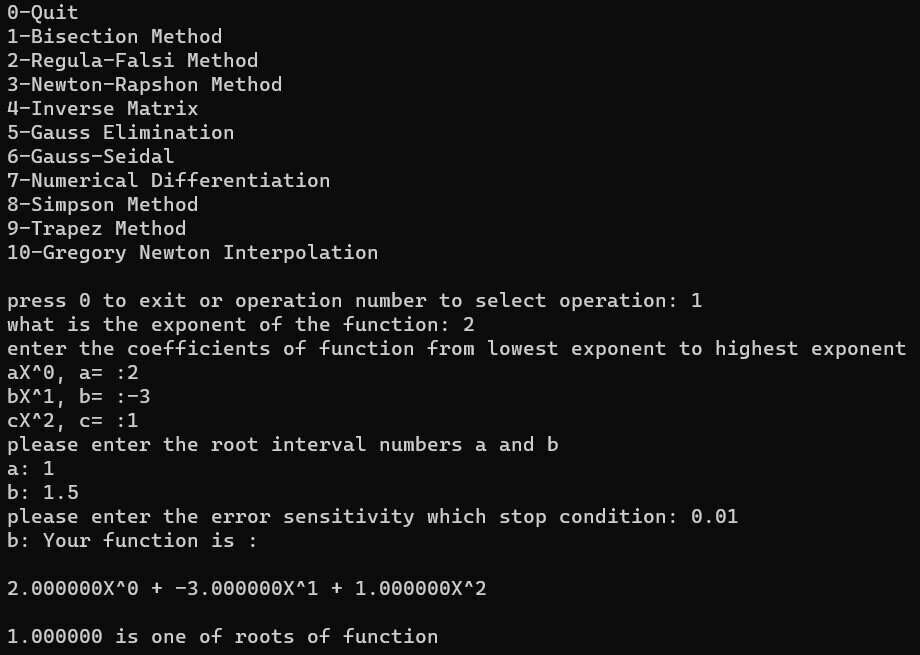 0-Quit
1-Bisection Method
2-Regula-Falsi Method
3-Newton-Rapshon Method
4-Inverse Matrix
5-Gauss Elimination
6-Gauss-Seidal
7-Numerical Differentiation
8-Simpson Method
9-Trapez Method
10-Gregory Newton Interpolation
press 0 to exit or operation number to select operation: 1
what is the exponent of the function: 2
enter the coefficients of function from lowest exponent to highest exponent
aX^0, a= :2
bX^1, b= :-3
cX^2, c= :1
please enter the root interval numbers a and b
a: 1
b: 1.5
please enter the error sensitivity which stop condition: 0.01
b: Your function is :
2.000000X^0 + -3.000000X^1 + 1.000000X^2
1.000000 is one of roots of function